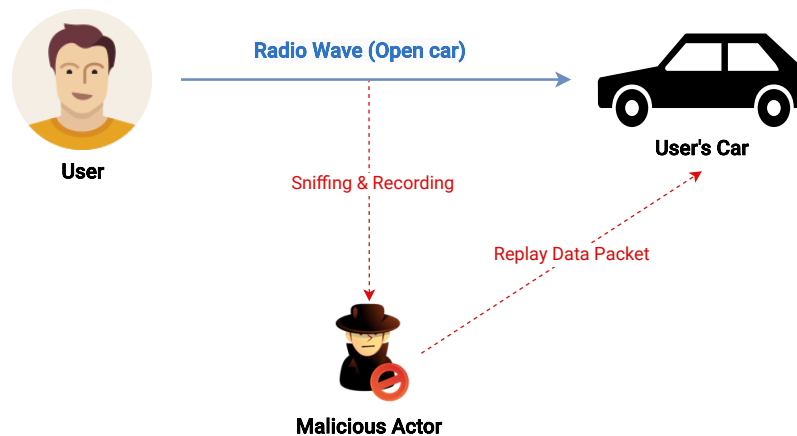 Radio Wave (Open car)
User
User's Car
Sniffing & Recording
Replay Data Packet
Malicious Actor